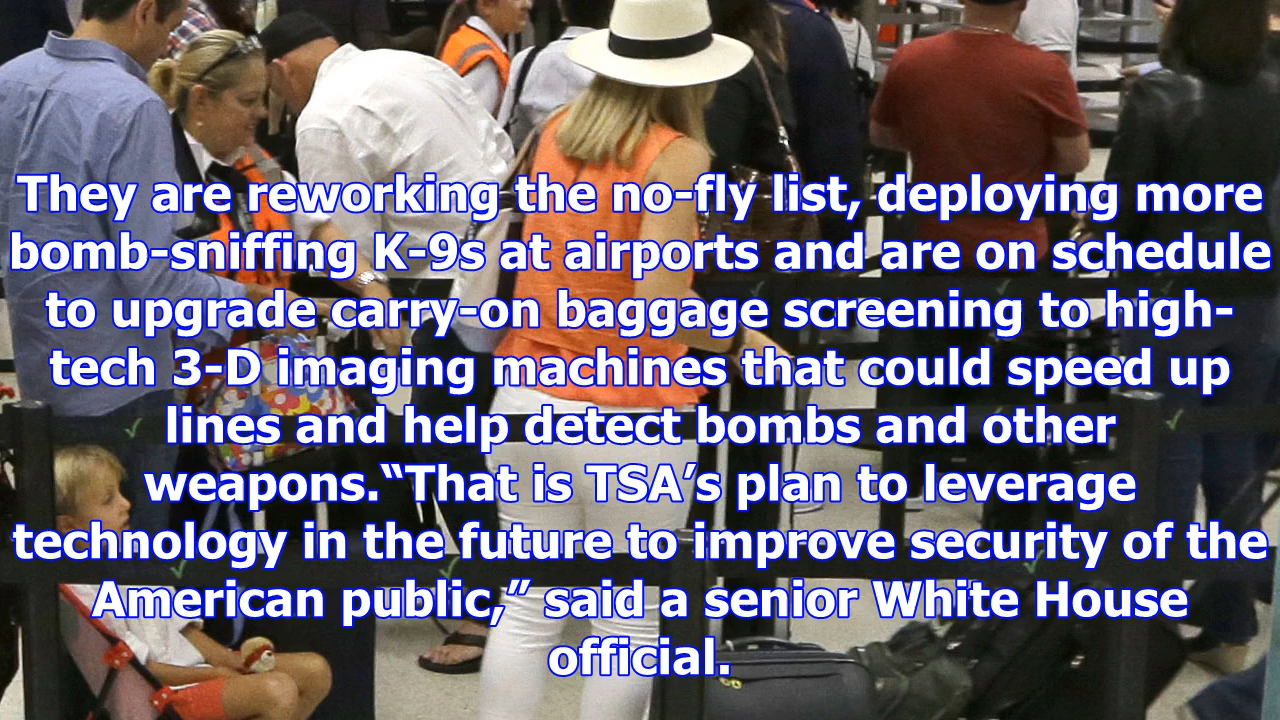 They are reworking the no-fly list, deploying more
bomb-sniffing K-9s at airports and are on schedule
to upgrade carry-on baggage screening to high-
tech 3-D imaging machines that could speed up
lines and help detect bombs and other
weapons.“That is TSA’s plan to leverage
technology in the future to improve security of the
American public,” said a senior White House
official.